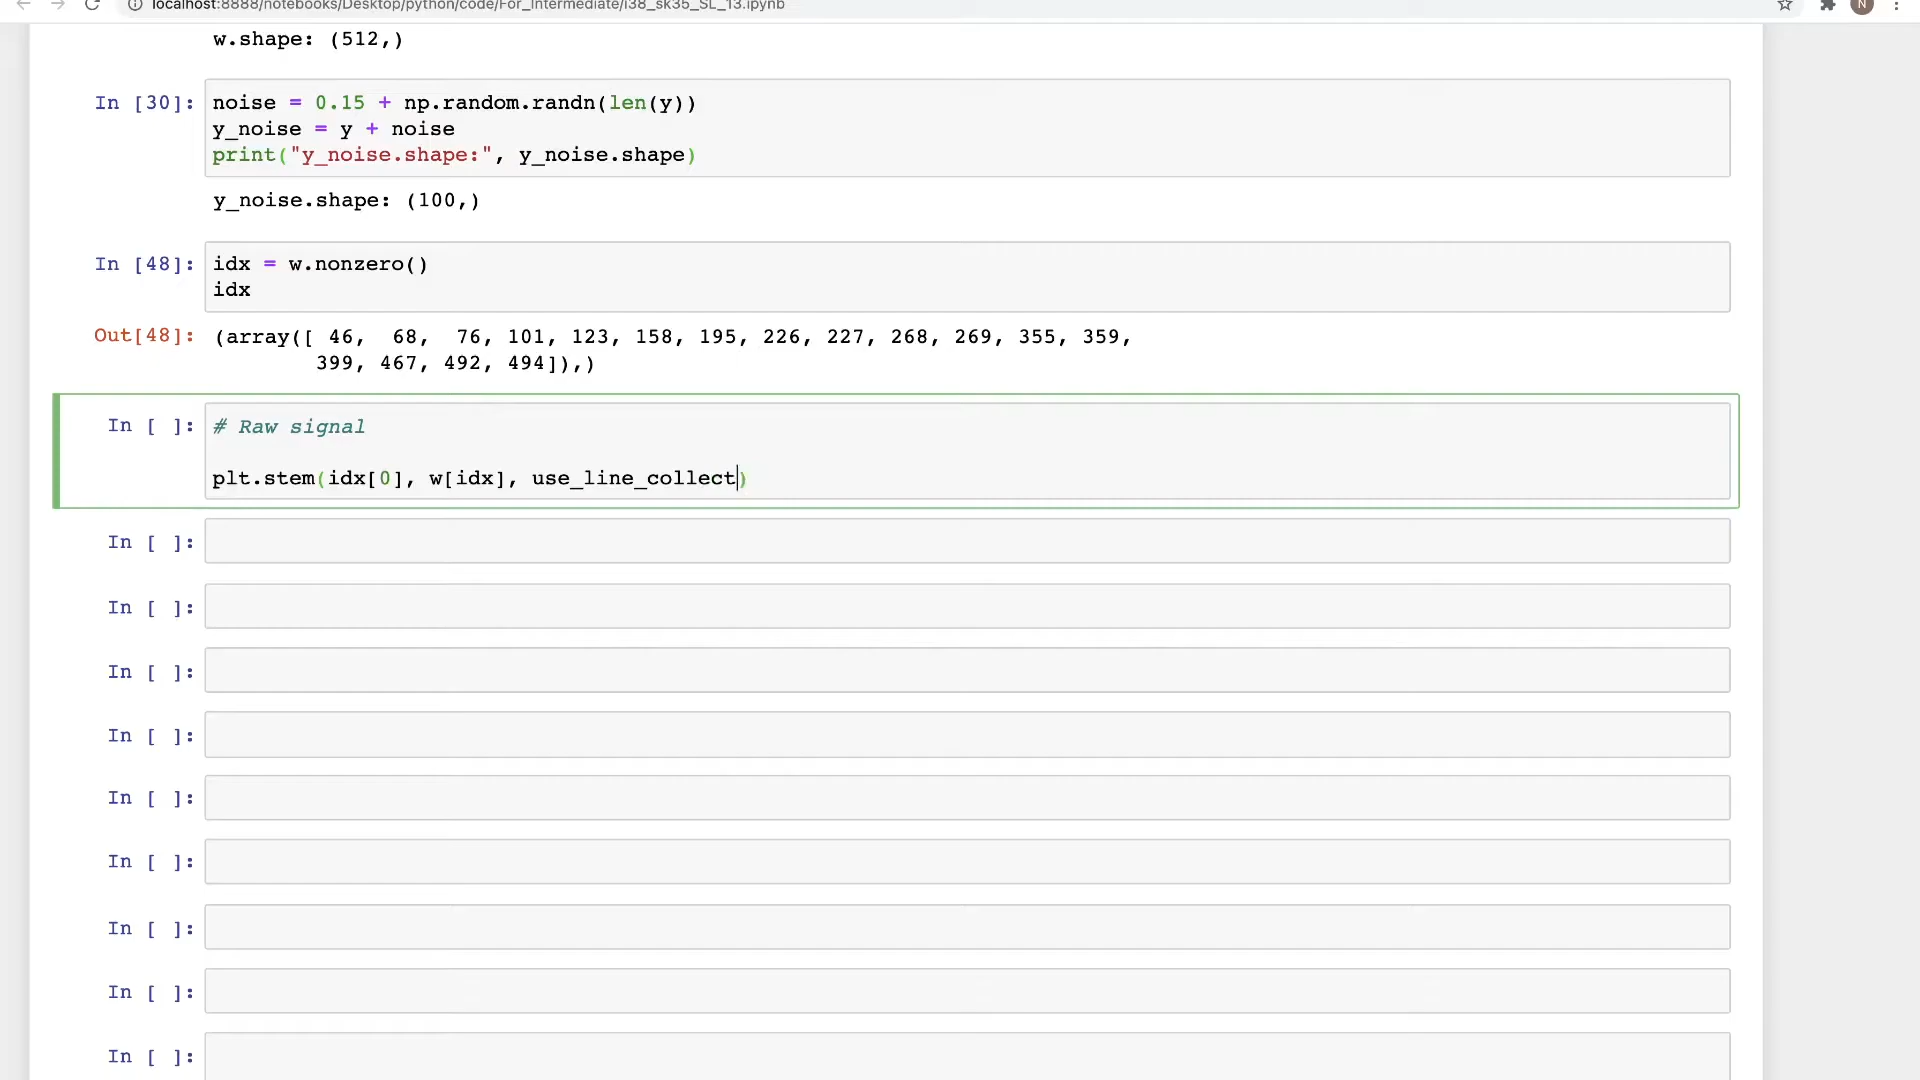 localhost:8888/notebooks/Desktop/python/code/For_Intermediate/i38_sk35_SL_13.ipynb
N
w.shape: (512,)
In [30]: noise = 0.15 + np.random.randn(len(y))
y_noise = y + noise
print("y_noise.shape:", y_noise.shape)
y_noise.shape: (100,)
In [48]: idx = w.nonzero()
idx
Out[48]: (array([ 46, 68, 76, 101, 123, 158, 195, 226, 227, 268, 269, 355, 359,
399, 467, 492, 494]),)
In [ ]: # Raw signal
plt.stem(idx[0], w[idx], use_line_collect)
In [ ]:
In [ ]:
In [ ]:
In [ ]:
In [ ]:
In [ ]:
In [ ]:
In [ ]:
In [ ]: